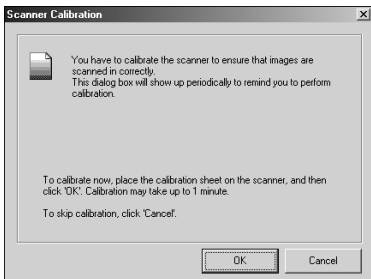 Scanner Calibration
You have to calibrate the scanner to ensure that images are
scanned in correctly.
This dialog box will show up periodically to remind you to perform
calibration.
To calibrate now, place the calibration sheet on the scanner, and then
click 'OK'. Calibration may take up to 1 minute.
To skip calibration, click 'Cancel'.
OK
Cancel